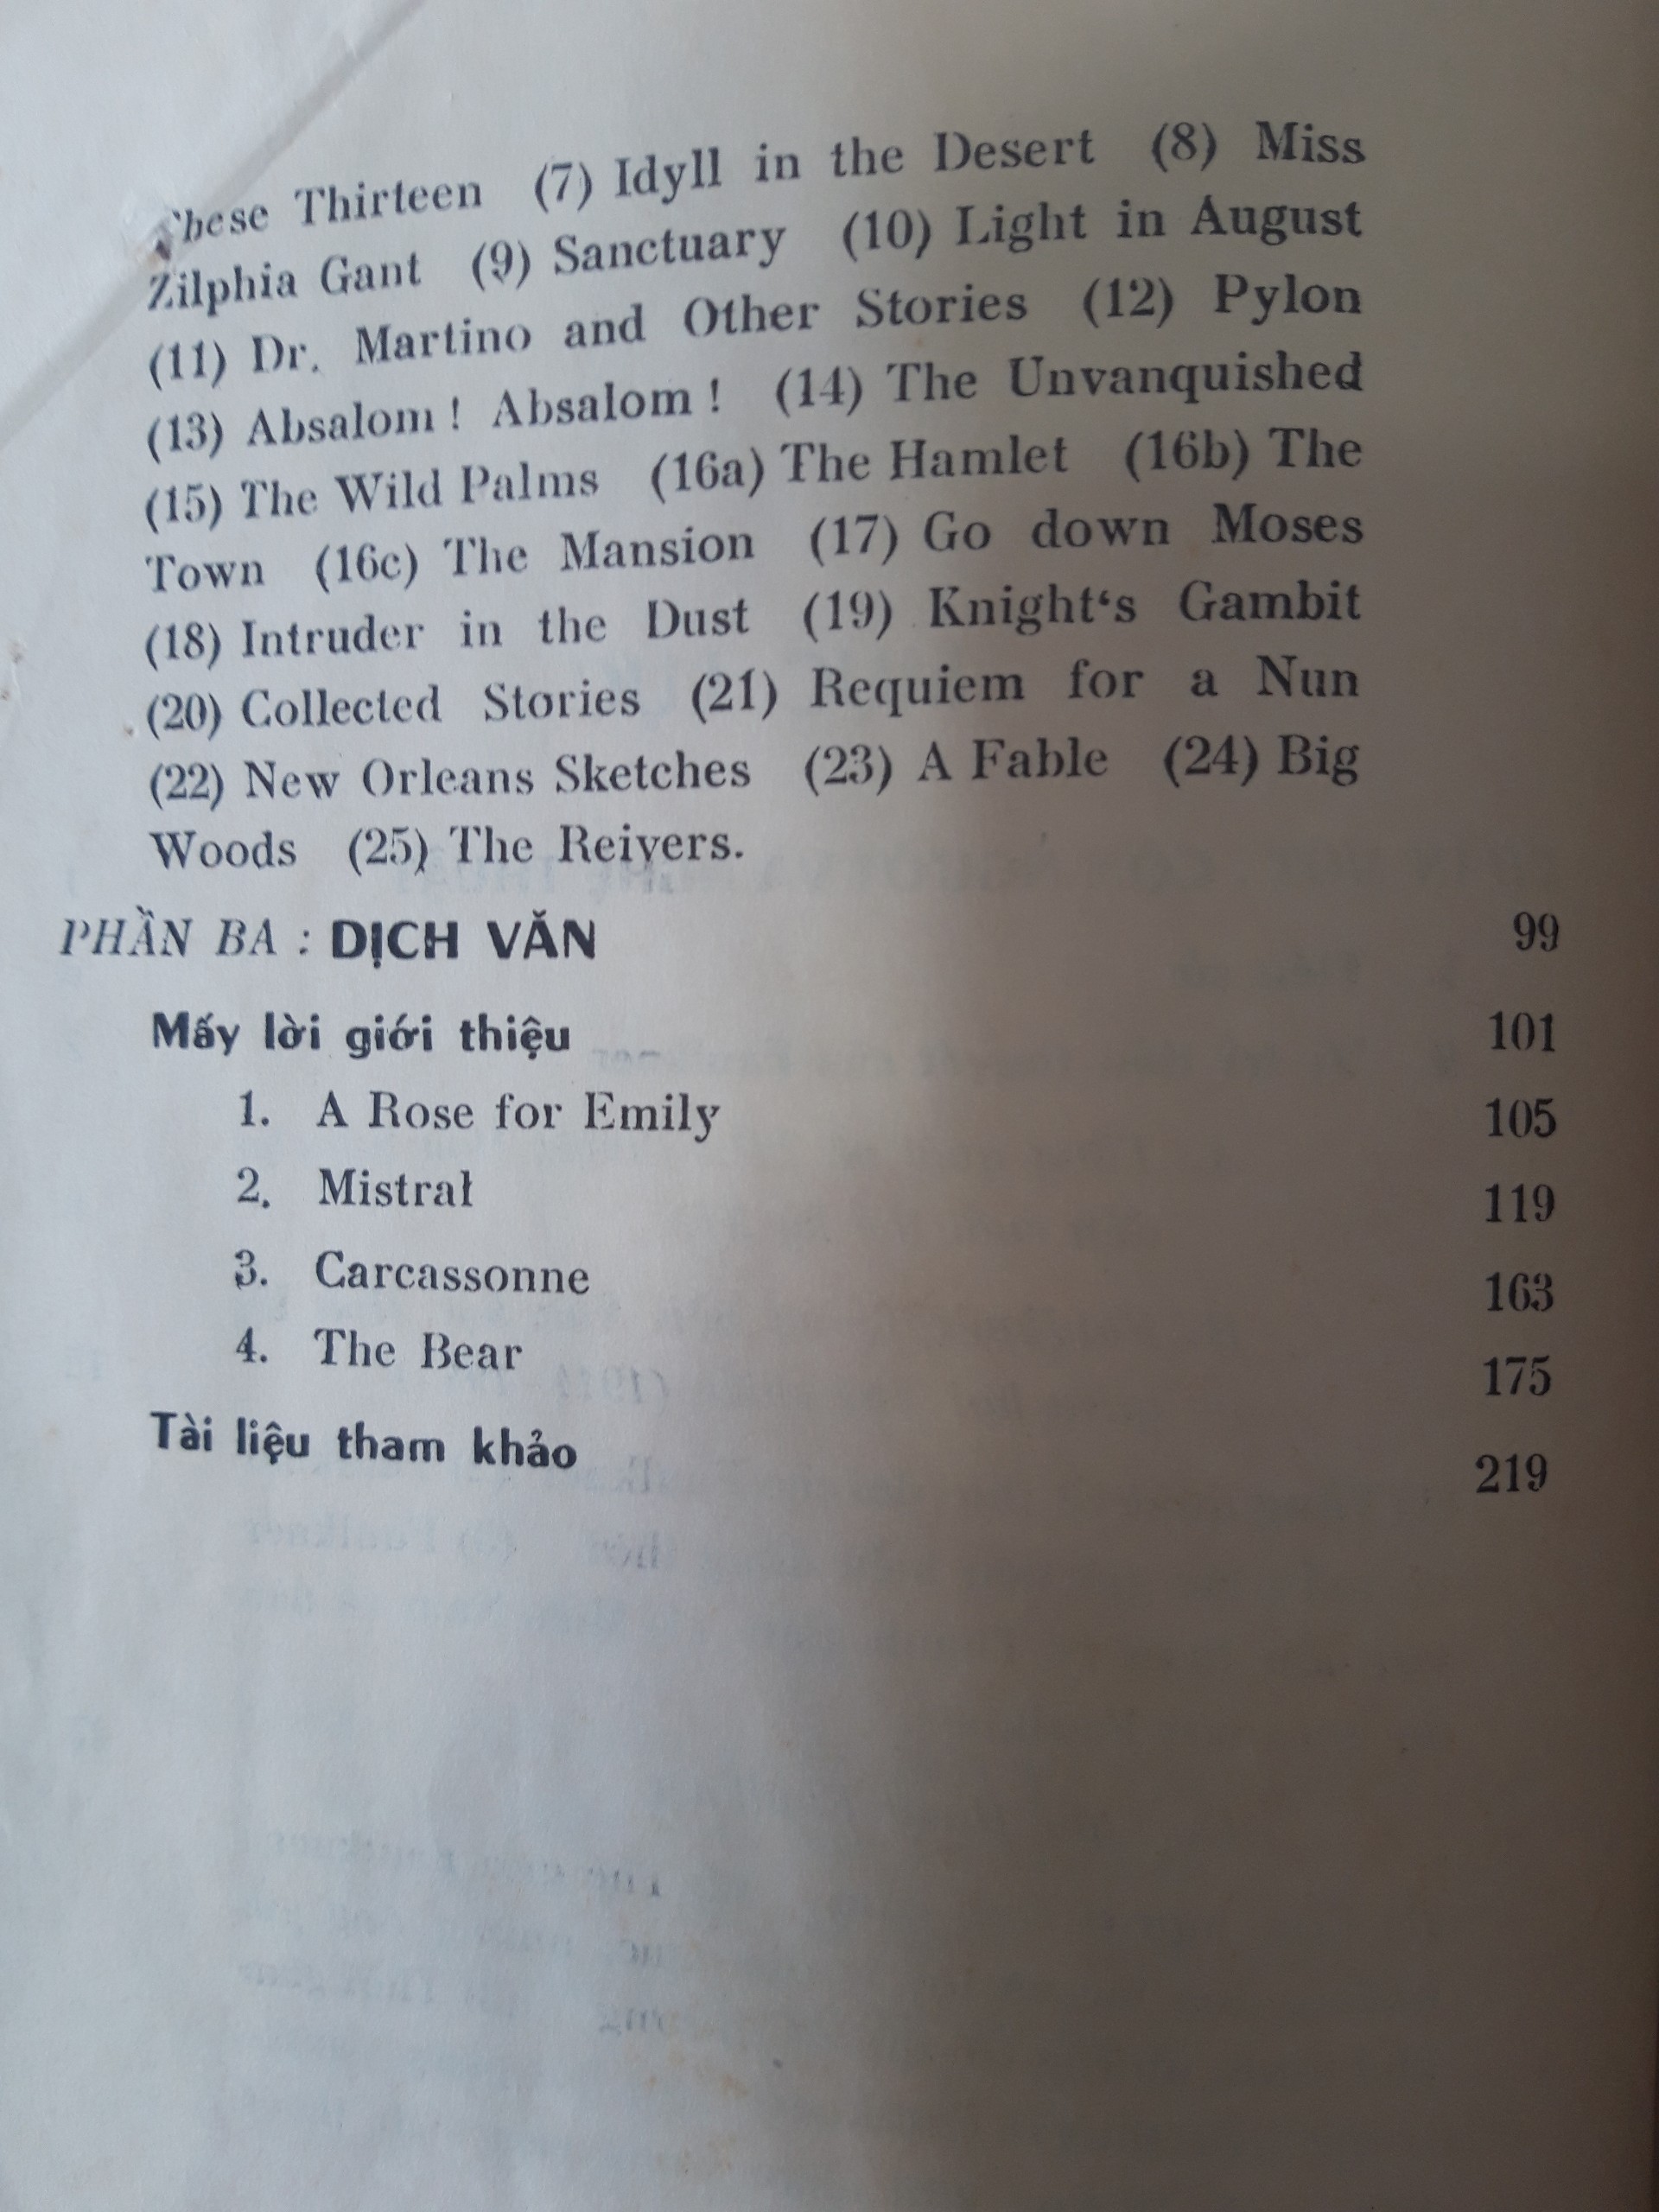 These Thirteen (7) Idyll in the Desert (8) Miss
Zilphia Gant (9) Sanctuary (10) Light in August
(11) Dr. Martino and Other Stories (12) Pylon
(13) Absalom ! Absalom ! (14) The Unvanquished
(15) The Wild Palms (16a) The Hamlet (16b) The
Town (16c) The Mansion (17) Go down Moses
(18) Intruder in the Dust (19) Knight‘s Gambit
(20) Collected Stories (21) Requiem for a Nun
(22) New Orleans Sketches (23) A Fable (24) Big
Woods (25) The Reivers.
PHẦN BA : DỊCH VĂN 99
Mấy lời giới thiệu 101
1. A Rose for Emily 105
2. Mistral 119
3. Carcassonne 163
4. The Bear 175
Tài liệu tham khảo 219